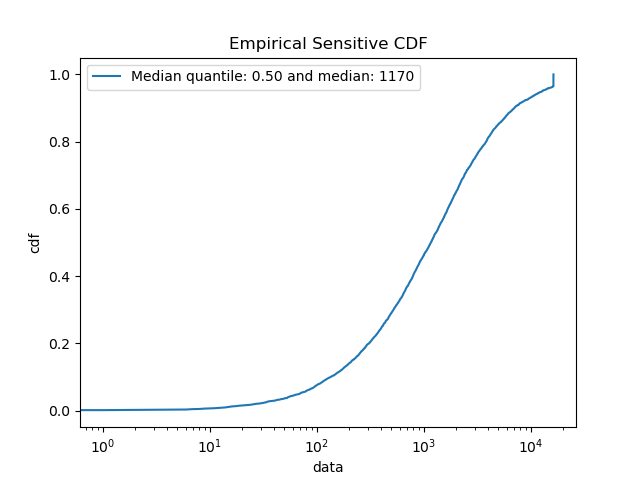 Empirical Sensitive CDF
Median quantile: 0.50 and median: 1170
1.0
0.8
0.6
0.4
0.2
0.0
cdf
10⁰ 10¹ 10² 10³ 10⁴
data